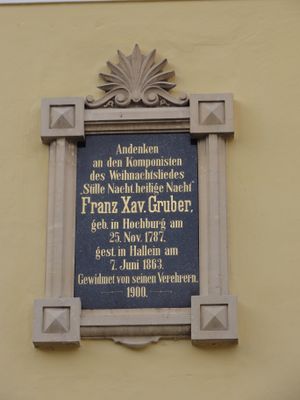 Andenken
an den Komponisten
des Weihnachtsliedes
„Stille Nacht, heilige Nacht"
Franz Xav. Gruber,
geb. in Hochburg am
25. Nov. 1787,
gest. in Hallein am
7. Juni 1863.
Gewidmet von seinen Verehrern.
1900.